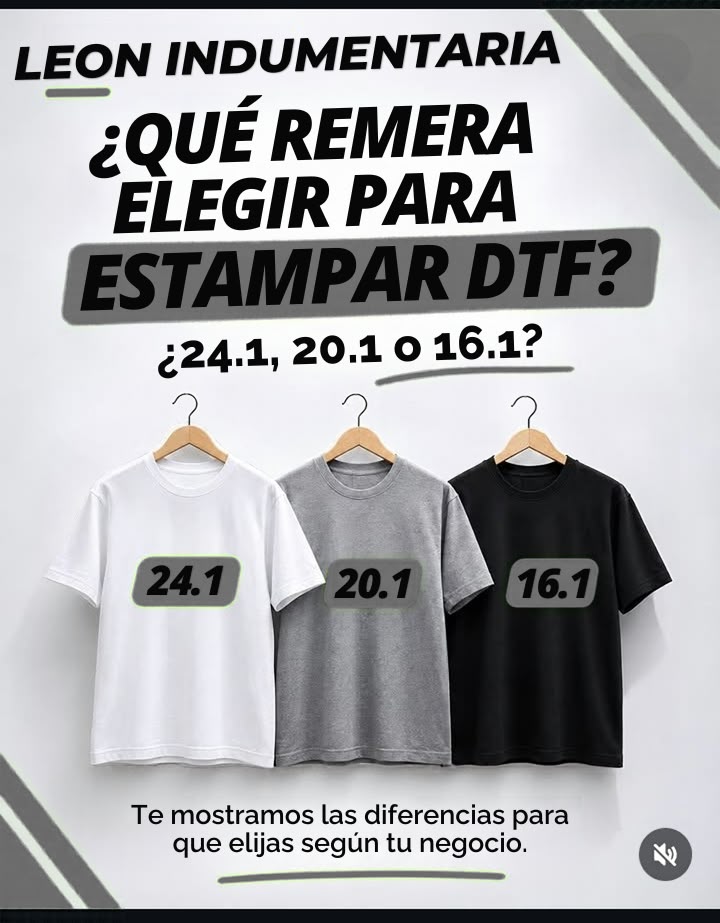 LEON INDUMENTARIA
¿QUÉ REMERA
ELEGIR PARA
ESTAMPAR DTF?
¿24.1, 20.1 o 16.1?
24.1
20.1
16.1
Te mostramos las diferencias para
que elijas según tu negocio.